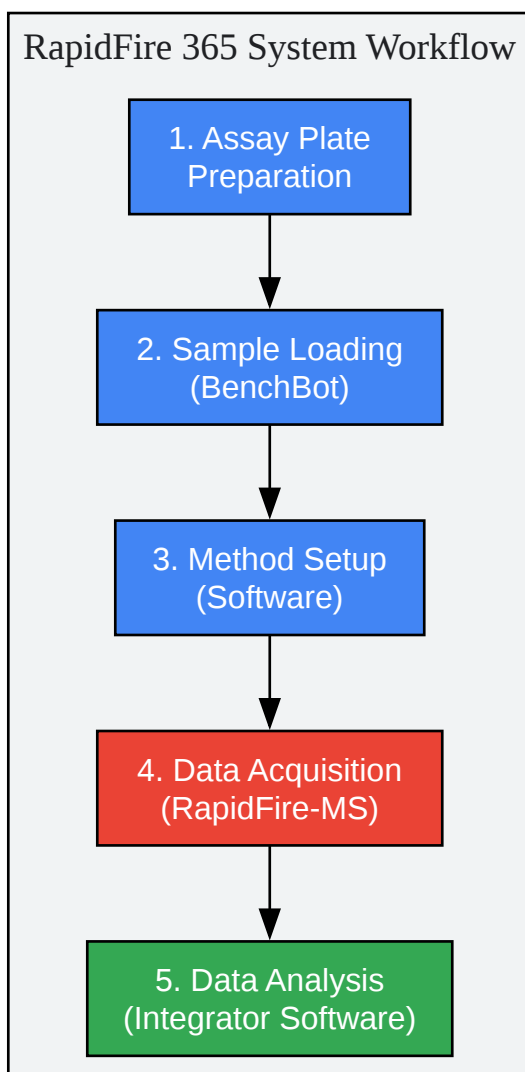 RapidFire 365 System Workflow
1. Assay Plate
Preparation
2. Sample Loading
(BenchBot)
3. Method Setup
(Software)
4. Data Acquisition
(RapidFire-MS)
5. Data Analysis
(Integrator Software)